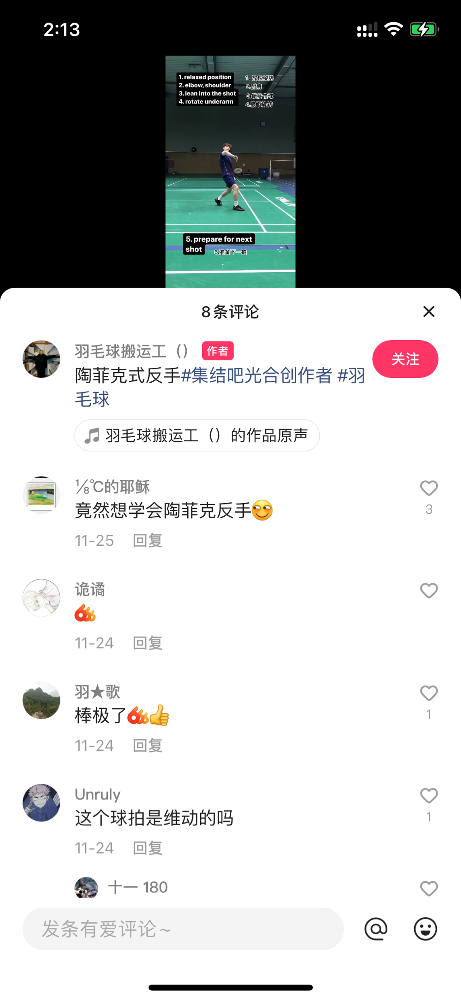 2:13
1. relaxed position
2. elbow, shoulder
3. lean into the shot
4. rotate underarm
1. 放松姿势
2.肘肩
3.俯身击球
4.腋下旋转
5. prepare for next
shot
5.准备下一拍
8条评论
羽毛球搬运工（） 作者
关注
陶菲克式反手#集结吧光合创作者 #羽
毛球
羽毛球搬运工（）的作品原声
⅛℃的耶稣
竟然想学会陶菲克反手
3
11-25 回复
诡谲
666
11-24 回复
羽★歌
棒极了666👍
1
11-24 回复
Unruly
这个球拍是维动的吗
1
11-24 回复
十一 180
发条有爱评论~